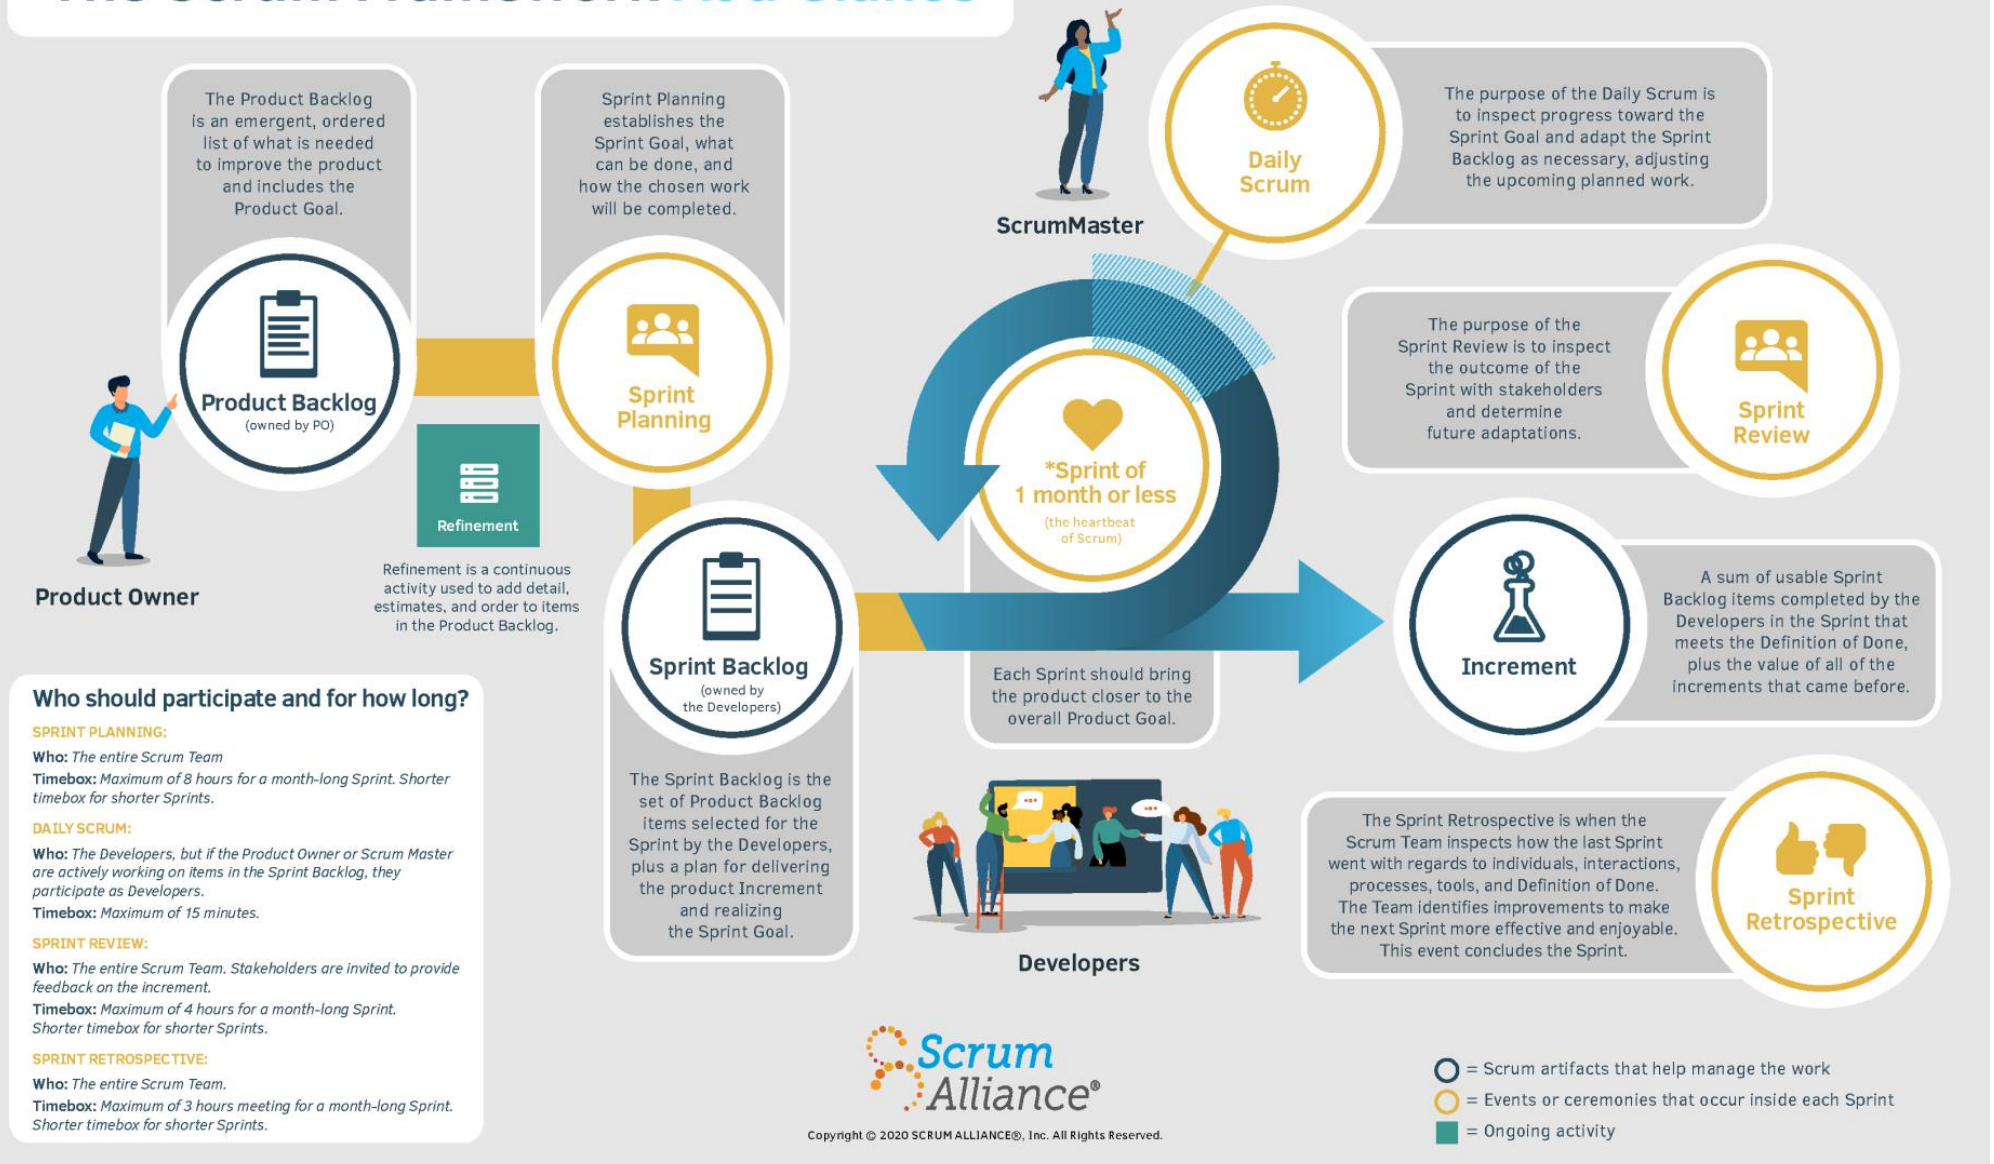 The Product Backlog
is an emergent, ordered
list of what is needed
to improve the product
and includes the
Product Goal.
Product Backlog
(owned by PO)
Product Owner
Sprint Planning
establishes the
Sprint Goal, what
can be done, and
how the chosen work
will be completed.
Sprint
Planning
Refinement
Refinement is a continuous
activity used to add detail,
estimates, and order to items
in the Product Backlog.
Sprint Backlog
(owned by
the Developers)
The Sprint Backlog is the
set of Product Backlog
items selected for the
Sprint by the Developers,
plus a plan for delivering
the product Increment
and realizing
the Sprint Goal.
ScrumMaster
Daily
Scrum
The purpose of the Daily Scrum is
to inspect progress toward the
Sprint Goal and adapt the Sprint
Backlog as necessary, adjusting
the upcoming planned work.
*Sprint of
1 month or less
(the heartbeat
of Scrum)
Each Sprint should bring
the product closer to the
overall Product Goal.
Developers
The purpose of the
Sprint Review is to inspect
the outcome of the
Sprint with stakeholders
and determine
future adaptations.
Sprint
Review
Increment
A sum of usable Sprint
Backlog items completed by the
Developers in the Sprint that
meets the Definition of Done,
plus the value of all of the
increments that came before.
The Sprint Retrospective is when the
Scrum Team inspects how the last Sprint
went with regards to individuals, interactions,
processes, tools, and Definition of Done.
The Team identifies improvements to make
the next Sprint more effective and enjoyable.
This event concludes the Sprint.
Sprint
Retrospective
Who should participate and for how long?
SPRINT PLANNING:
Who: The entire Scrum Team
Timebox: Maximum of 8 hours for a month-long Sprint. Shorter
timebox for shorter Sprints.
DAILY SCRUM:
Who: The Developers, but if the Product Owner or Scrum Master
are actively working on items in the Sprint Backlog, they
participate as Developers.
Timebox: Maximum of 15 minutes.
SPRINT REVIEW:
Who: The entire Scrum Team. Stakeholders are invited to provide
feedback on the increment.
Timebox: Maximum of 4 hours for a month-long Sprint.
Shorter timebox for shorter Sprints.
SPRINT RETROSPECTIVE:
Who: The entire Scrum Team.
Timebox: Maximum of 3 hours meeting for a month-long Sprint.
Shorter timebox for shorter Sprints.
Scrum
Alliance®
Copyright © 2020 SCRUM ALLIANCE®, Inc. All Rights Reserved.
= Scrum artifacts that help manage the work
= Events or ceremonies that occur inside each Sprint
= Ongoing activity